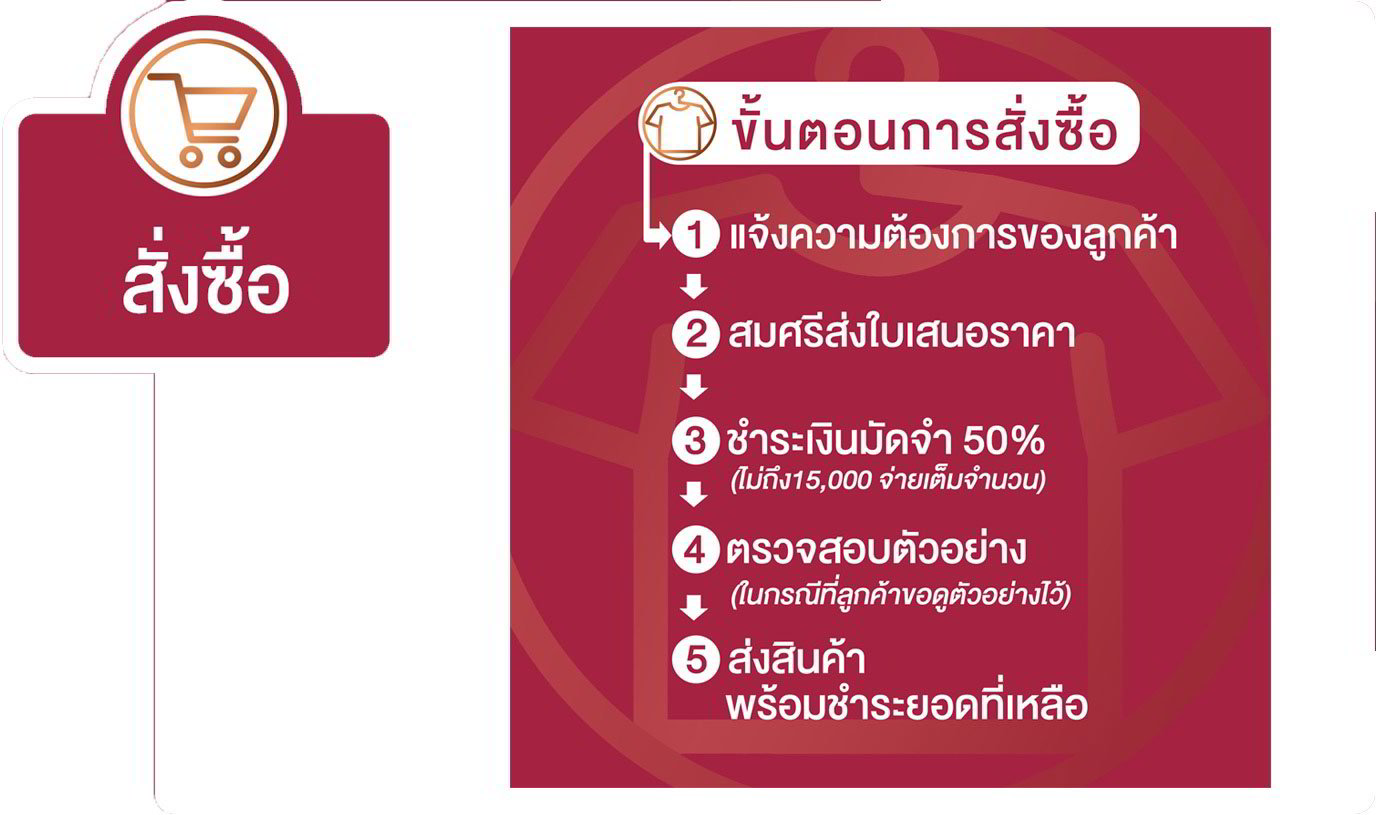 สั่งซื้อ
ขั้นตอนการสั่งซื้อ
1 แจ้งความต้องการของลูกค้า
2 สมศรีส่งใบเสนอราคา
3 ชำระเงินมัดจำ 50%
(ไม่ถึง15,000 จ่ายเต็มจำนวน)
4 ตรวจสอบตัวอย่าง
(ในกรณีที่ลูกค้าขอดูตัวอย่างไว้)
5 ส่งสินค้า
พร้อมชำระยอดที่เหลือ